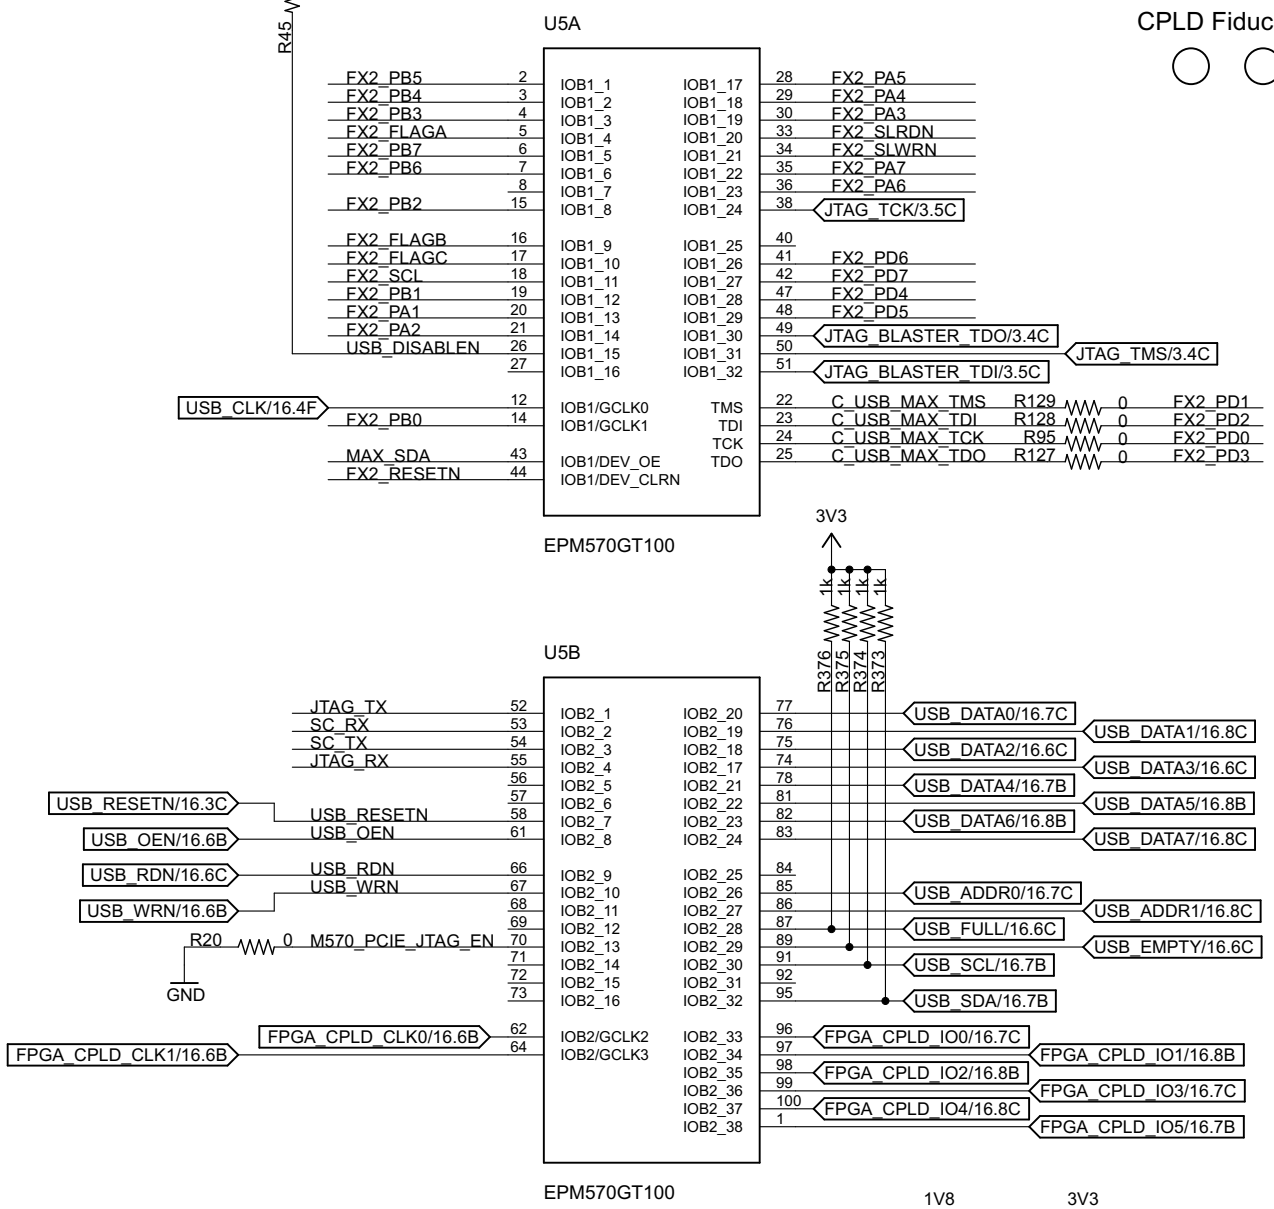 U5A
CPLD Fiduc
R45
FX2_PB5 2 IOB1_1 IOB1_17 28 FX2_PA5
FX2_PB4 3 IOB1_2 IOB1_18 29 FX2_PA4
FX2_PB3 4 IOB1_3 IOB1_19 30 FX2_PA3
FX2_FLAGA 5 IOB1_4 IOB1_20 33 FX2_SLRDN
FX2_PB7 6 IOB1_5 IOB1_21 34 FX2_SLWRN
FX2_PB6 7 IOB1_6 IOB1_22 35 FX2_PA7
8 IOB1_7 IOB1_23 36 FX2_PA6
FX2_PB2 15 IOB1_8 IOB1_24 38 JTAG_TCK/3.5C
FX2_FLAGB 16 IOB1_9 IOB1_25 40
FX2_FLAGC 17 IOB1_10 IOB1_26 41 FX2_PD6
FX2_SCL 18 IOB1_11 IOB1_27 42 FX2_PD7
FX2_PB1 19 IOB1_12 IOB1_28 47 FX2_PD4
FX2_PA1 20 IOB1_13 IOB1_29 48 FX2_PD5
FX2_PA2 21 IOB1_14 IOB1_30 49 JTAG_BLASTER_TDO/3.4C
USB_DISABLEN 26 IOB1_15 IOB1_31 50 JTAG_TMS/3.4C
27 IOB1_16 IOB1_32 51 JTAG_BLASTER_TDI/3.5C
USB_CLK/16.4F 12 IOB1/GCLK0 TMS 22 C_USB_MAX_TMS R129 0 FX2_PD1
FX2_PB0 14 IOB1/GCLK1 TDI 23 C_USB_MAX_TDI R128 0 FX2_PD2
TCK 24 C_USB_MAX_TCK R95 0 FX2_PD0
MAX_SDA 43 IOB1/DEV_OE TDO 25 C_USB_MAX_TDO R127 0 FX2_PD3
FX2_RESETN 44 IOB1/DEV_CLRN
3V3
EPM570GT100
1k 1k 1k 1k
U5B
R376 R375 R374 R373
JTAG_TX 52 IOB2_1 IOB2_20 77 USB_DATA0/16.7C
SC_RX 53 IOB2_2 IOB2_19 76 USB_DATA1/16.8C
SC_TX 54 IOB2_3 IOB2_18 75 USB_DATA2/16.6C
JTAG_RX 55 IOB2_4 IOB2_17 74 USB_DATA3/16.6C
56 IOB2_5 IOB2_21 78 USB_DATA4/16.7B
USB_RESETN/16.3C 57 IOB2_6 IOB2_22 81 USB_DATA5/16.8B
USB_RESETN 58 IOB2_7 IOB2_23 82 USB_DATA6/16.8B
USB_OEN/16.6B USB_OEN 61 IOB2_8 IOB2_24 83 USB_DATA7/16.8C
USB_RDN/16.6C USB_RDN 66 IOB2_9 IOB2_25 84
USB_WRN 67 IOB2_10 IOB2_26 85 USB_ADDR0/16.7C
USB_WRN/16.6B 68 IOB2_11 IOB2_27 86 USB_ADDR1/16.8C
69 IOB2_12 IOB2_28 87 USB_FULL/16.6C
R20 0 M570_PCIE_JTAG_EN 70 IOB2_13 IOB2_29 89 USB_EMPTY/16.6C
71 IOB2_14 IOB2_30 91 USB_SCL/16.7B
72 IOB2_15 IOB2_31 92
GND 73 IOB2_16 IOB2_32 95 USB_SDA/16.7B
FPGA_CPLD_CLK0/16.6B 62 IOB2/GCLK2 IOB2_33 96 FPGA_CPLD_IO0/16.7C
FPGA_CPLD_CLK1/16.6B 64 IOB2/GCLK3 IOB2_34 97 FPGA_CPLD_IO1/16.8B
IOB2_35 98 FPGA_CPLD_IO2/16.8B
IOB2_36 99 FPGA_CPLD_IO3/16.7C
IOB2_37 100 FPGA_CPLD_IO4/16.8C
IOB2_38 1 FPGA_CPLD_IO5/16.7B
EPM570GT100
1V8 3V3